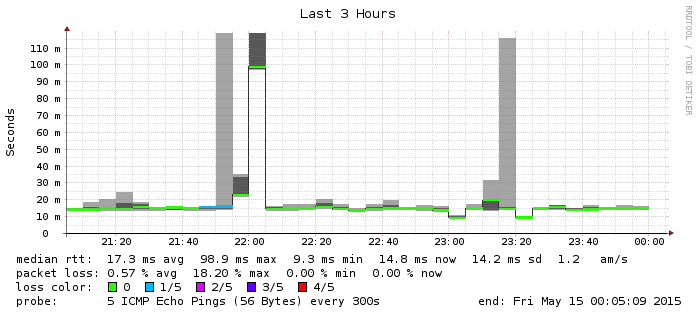 Last 3 Hours
RRDTOOL / TOBI OETIKER
Seconds
110 m
100 m
90 m
80 m
70 m
60 m
50 m
40 m
30 m
20 m
10 m
0
21:20 21:40 22:00 22:20 22:40 23:00 23:20 23:40 00:00
median rtt: 17.3 ms avg 98.9 ms max 9.3 ms min 14.8 ms now 14.2 ms sd 1.2 am/s
packet loss: 0.57 % avg 18.20 % max 0.00 % min 0.00 % now
loss color: 0 1/5 2/5 3/5 4/5
probe: 5 ICMP Echo Pings (56 Bytes) every 300s end: Fri May 15 00:05:09 2015